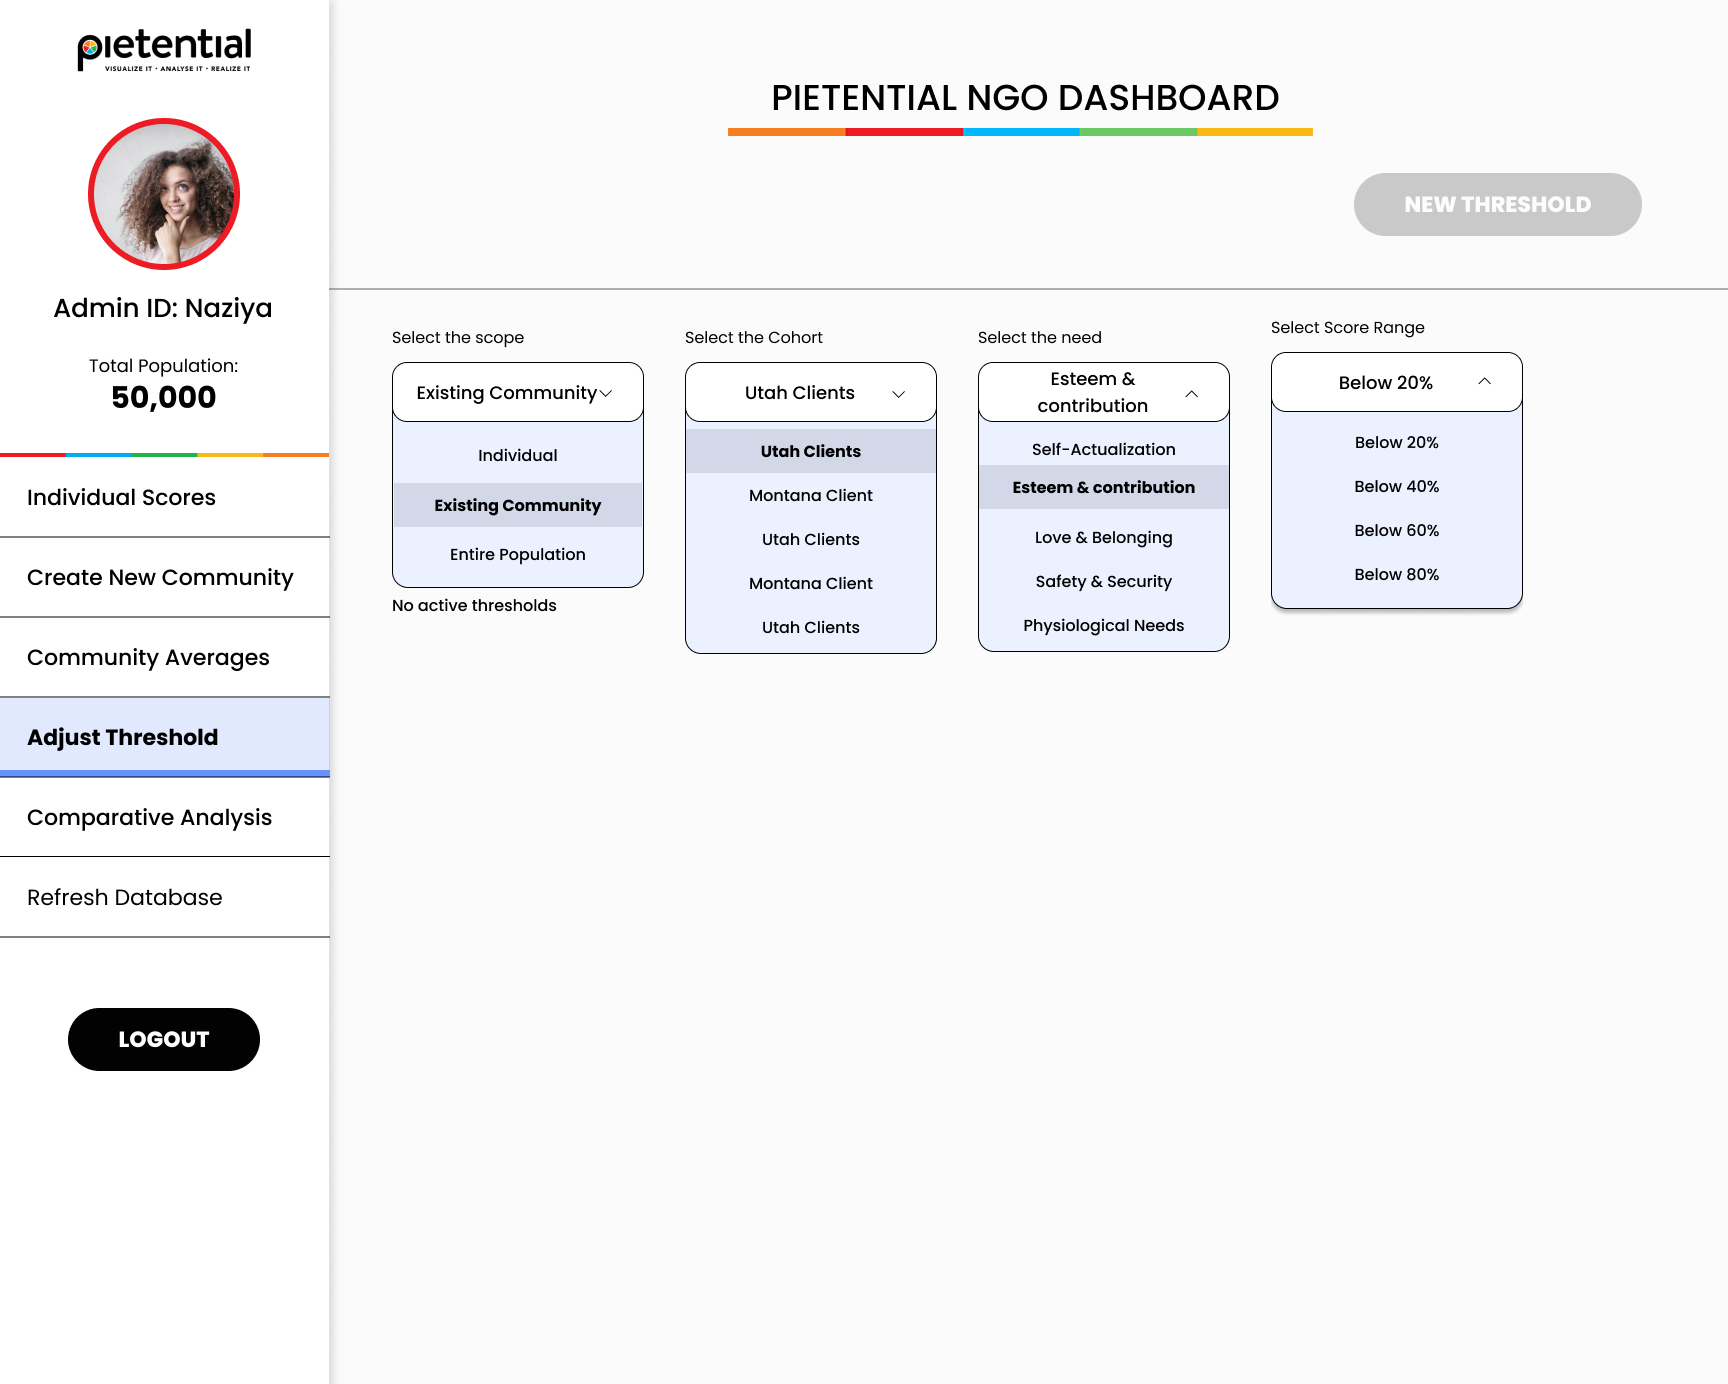 pietential
VISUALIZE IT • ANALYSE IT • REALIZE IT
Admin ID: Naziya
Total Population:
50,000
Individual Scores
Create New Community
Community Averages
Adjust Threshold
Comparative Analysis
Refresh Database
LOGOUT
PIETENTIAL NGO DASHBOARD
NEW THRESHOLD
Select the scope
Existing Community
Individual
Existing Community
Entire Population
No active thresholds
Select the Cohort
Utah Clients
Utah Clients
Montana Client
Utah Clients
Montana Client
Utah Clients
Select the need
Esteem &
contribution
Self-Actualization
Esteem & contribution
Love & Belonging
Safety & Security
Physiological Needs
Select Score Range
Below 20%
Below 20%
Below 40%
Below 60%
Below 80%